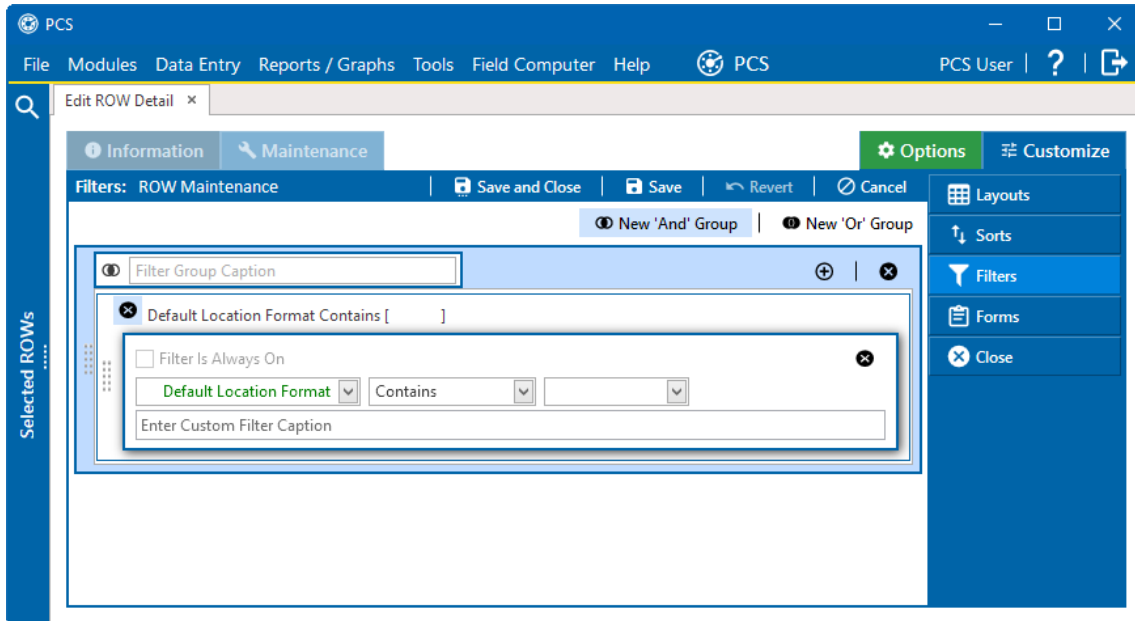 PCS
File Modules Data Entry Reports / Graphs Tools Field Computer Help PCS PCS User | ? |
Edit ROW Detail ×
Information Maintenance Options Customize
Filters: ROW Maintenance | Save and Close | Save | Revert | Cancel
Layouts
New 'And' Group | New 'Or' Group
Sorts
Filter Group Caption
Filters
Default Location Format Contains [ ]
Forms
Filter Is Always On
Close
Default Location Format Contains
Enter Custom Filter Caption
Selected ROWs